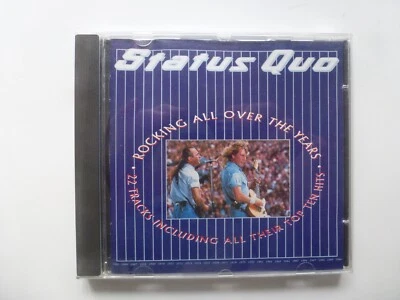 Status Quo
· ROCKING ALL OVER THE YEARS ·
22 TRACKS INCLUDING ALL THEIR TOP TEN HITS